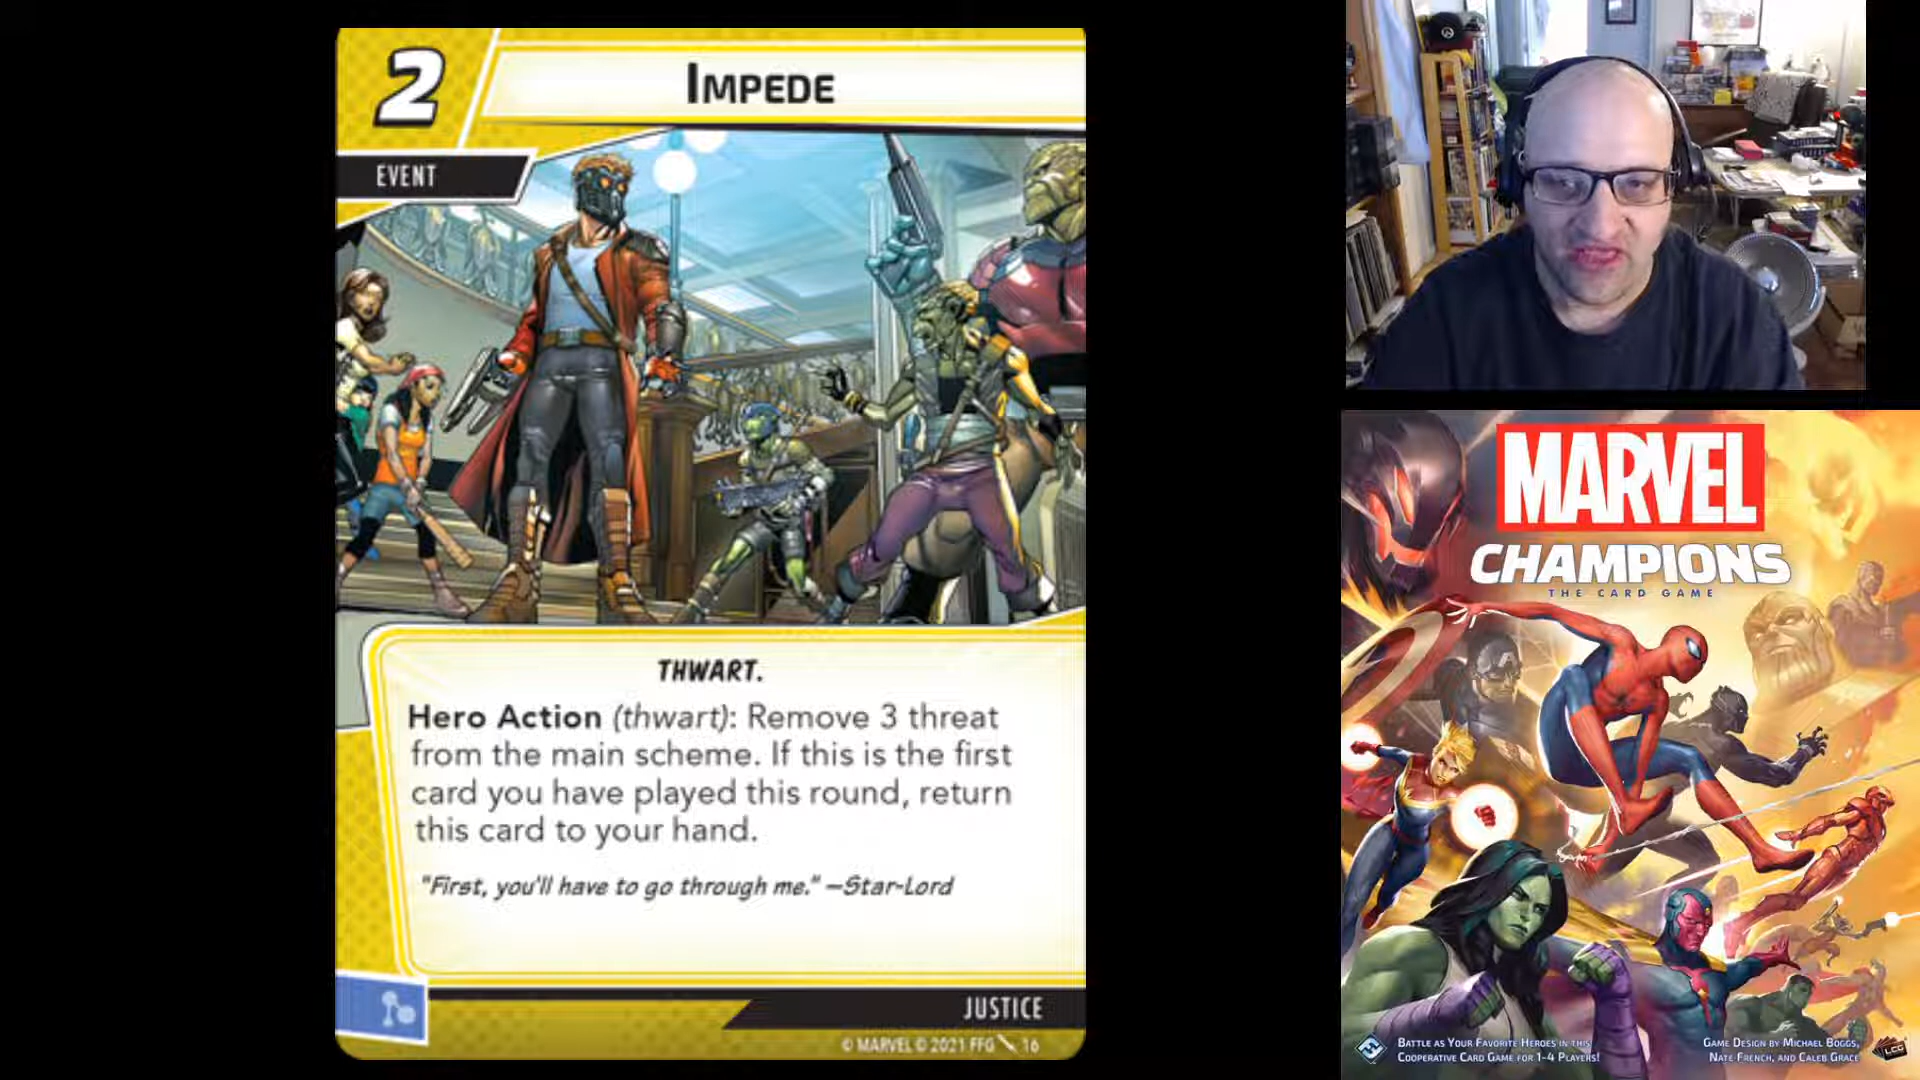 2
IMPEDE
EVENT
THWART.
Hero Action (thwart): Remove 3 threat
from the main scheme. If this is the first
card you have played this round, return
this card to your hand.
"First, you'll have to go through me." —Star-Lord
JUSTICE
© MARVEL © 2021 FFG 16
MARVEL
CHAMPIONS
THE CARD GAME
BATTLE AS YOUR FAVORITE HEROES IN THIS
COOPERATIVE CARD GAME FOR 1-4 PLAYERS!
GAME DESIGN BY MICHAEL BOGGS,
NATE FRENCH, AND CALEB GRACE
LCG